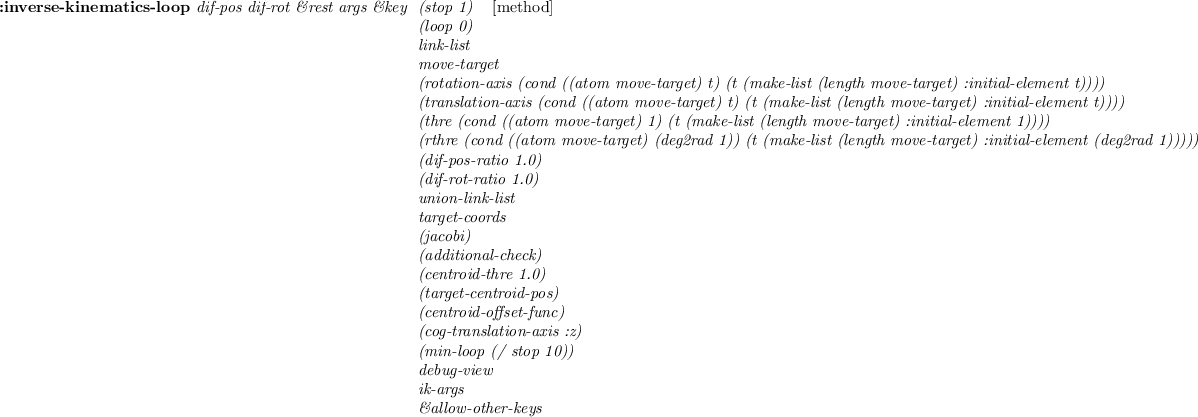 :inverse-kinematics-loop dif-pos dif-rot &rest args &key (stop 1) [method]
(loop 0)
link-list
move-target
(rotation-axis (cond ((atom move-target) t) (t (make-list (length move-target) :initial-element t))))
(translation-axis (cond ((atom move-target) t) (t (make-list (length move-target) :initial-element t))))
(thre (cond ((atom move-target) 1) (t (make-list (length move-target) :initial-element 1))))
(rthre (cond ((atom move-target) (deg2rad 1)) (t (make-list (length move-target) :initial-element (deg2rad 1)))))
(dif-pos-ratio 1.0)
(dif-rot-ratio 1.0)
union-link-list
target-coords
(jacobi)
(additional-check)
(centroid-thre 1.0)
(target-centroid-pos)
(centroid-offset-func)
(cog-translation-axis :z)
(min-loop (/ stop 10))
debug-view
ik-args
&allow-other-keys